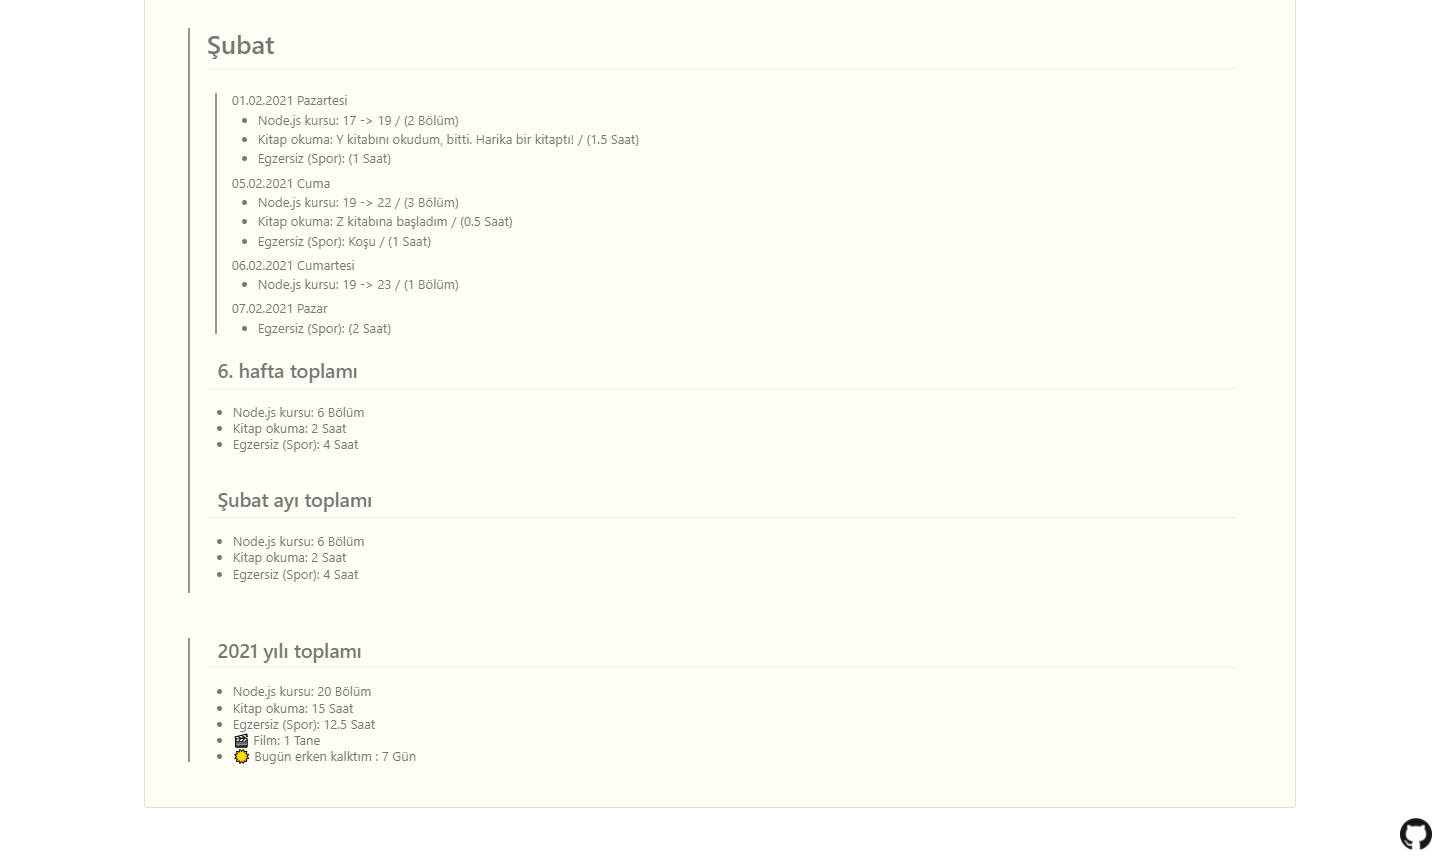 Şubat
01.02.2021 Pazartesi
Node.js kursu: 17 -> 19 / (2 Bölüm)
Kitap okuma: Y kitabını okudum, bitti. Harika bir kitaptı! / (1.5 Saat)
Egzersiz (Spor): (1 Saat)
05.02.2021 Cuma
Node.js kursu: 19 -> 22 / (3 Bölüm)
Kitap okuma: Z kitabına başladım / (0.5 Saat)
Egzersiz (Spor): Koşu / (1 Saat)
06.02.2021 Cumartesi
Node.js kursu: 19 -> 23 / (1 Bölüm)
07.02.2021 Pazar
Egzersiz (Spor): (2 Saat)
6. hafta toplamı
Node.js kursu: 6 Bölüm
Kitap okuma: 2 Saat
Egzersiz (Spor): 4 Saat
Şubat ayı toplamı
Node.js kursu: 6 Bölüm
Kitap okuma: 2 Saat
Egzersiz (Spor): 4 Saat
2021 yılı toplamı
Node.js kursu: 20 Bölüm
Kitap okuma: 15 Saat
Egzersiz (Spor): 12.5 Saat
🎬 Film: 1 Tane
☀ Bugün erken kalktım : 7 Gün